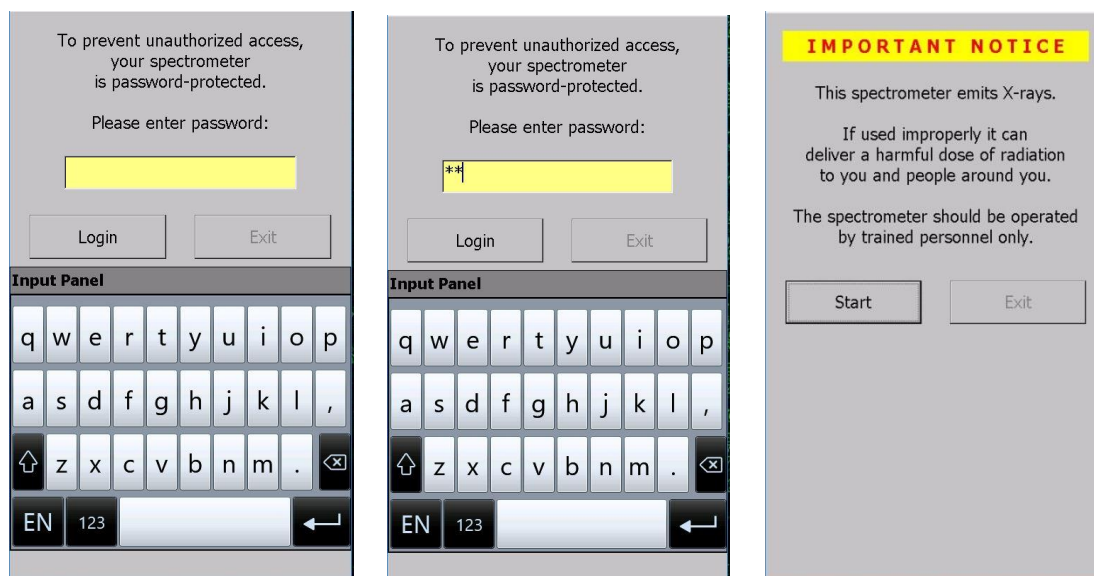 To prevent unauthorized access,
your spectrometer
is password-protected.
Please enter password:
Login Exit
Input Panel
q w e r t y u i o p
a s d f g h j k l ,
z x c v b n m .
EN 123
To prevent unauthorized access,
your spectrometer
is password-protected.
Please enter password:
**
Login Exit
Input Panel
q w e r t y u i o p
a s d f g h j k l ,
z x c v b n m .
EN 123
IMPORTANT NOTICE
This spectrometer emits X-rays.
If used improperly it can
deliver a harmful dose of radiation
to you and people around you.
The spectrometer should be operated
by trained personnel only.
Start Exit